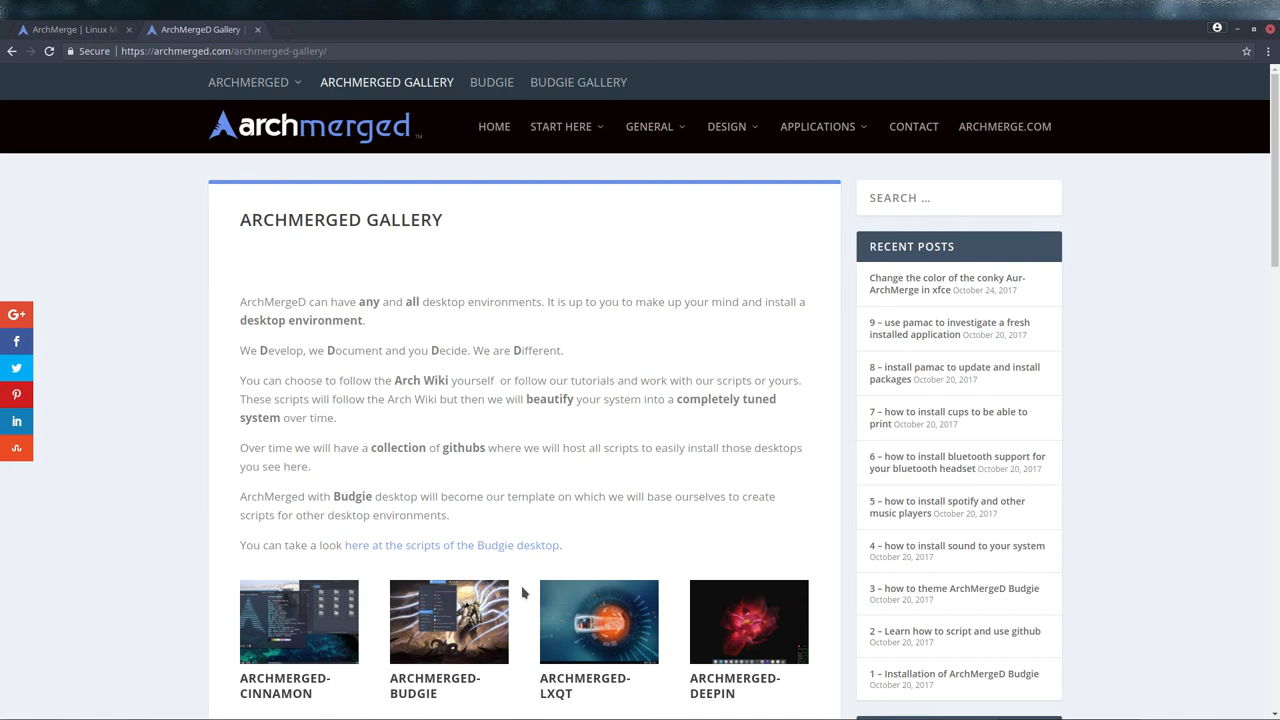 ArchMerge | Linux M
ArchMergeD Gallery |
Secure | https://archmerged.com/archmerged-gallery/
ARCHMERGED
ARCHMERGED GALLERY
BUDGIE
BUDGIE GALLERY
archmerged™
HOME
START HERE
GENERAL
DESIGN
APPLICATIONS
CONTACT
ARCHMERGE.COM
ARCHMERGED GALLERY
ArchMergeD can have any and all desktop environments. It is up to you to make up your mind and install a
desktop environment.
We Develop, we Document and you Decide. We are Different.
You can choose to follow the Arch Wiki yourself or follow our tutorials and work with our scripts or yours.
These scripts will follow the Arch Wiki but then we will beautify your system into a completely tuned
system over time.
Over time we will have a collection of githubs where we will host all scripts to easily install those desktops
you see here.
ArchMerged with Budgie desktop will become our template on which we will base ourselves to create
scripts for other desktop environments.
You can take a look here at the scripts of the Budgie desktop.
ARCHMERGED-
CINNAMON
ARCHMERGED-
BUDGIE
ARCHMERGED-
LXQT
ARCHMERGED-
DEEPIN
SEARCH …
RECENT POSTS
Change the color of the conky Aur-
ArchMerge in xfce October 24, 2017
9 – use pamac to investigate a fresh
installed application October 20, 2017
8 – install pamac to update and install
packages October 20, 2017
7 – how to install cups to be able to
print October 20, 2017
6 – how to install bluetooth support for
your bluetooth headset October 20, 2017
5 – how to install spotify and other
music players October 20, 2017
4 – how to install sound to your system
October 20, 2017
3 – how to theme ArchMergeD Budgie
October 20, 2017
2 – Learn how to script and use github
October 20, 2017
1 – Installation of ArchMergeD Budgie
October 20, 2017
G+
f
in